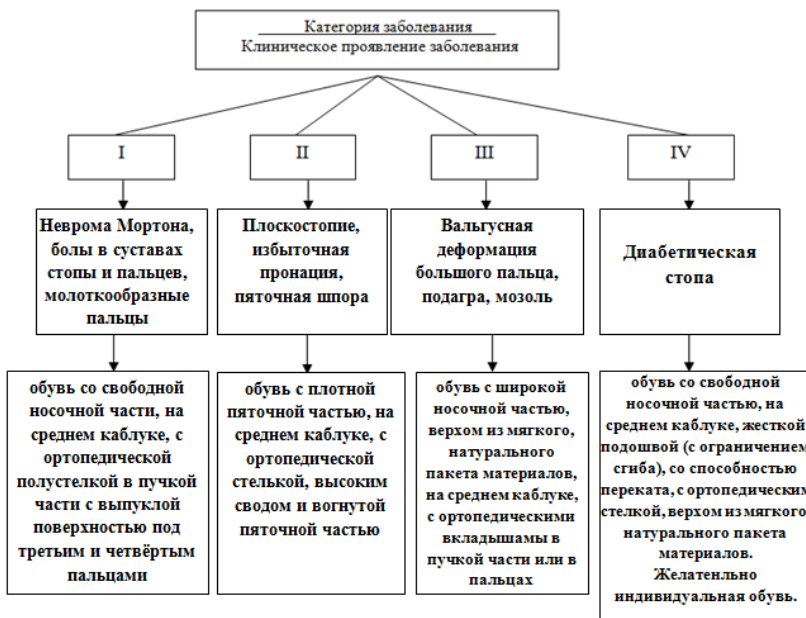 Категория заболевания
Клиническое проявление заболевания
I
II
III
IV
Неврома Мортона,
болы в суставах
стопы и пальцев,
молоткообразные
пальцы
Плоскостопие,
избыточная
пронация,
пяточная шпора
Вальгусная
деформация
большого пальца,
подагра, мозоль
Диабетическая
стопа
обувь со свободной
носочной части, на
среднем каблуке, с
ортопедической
полустелкой в пучкой
части с выпуклой
поверхностью под
третьим и четвёртым
пальцами
обувь с плотной
пяточной частью, на
среднем каблуке, с
ортопедической
стелькой, высоким
сводом и вогнутой
пяточной частью
обувь с широкой
носочной частью,
верхом из мягкого,
натурального
пакета материалов,
на среднем каблуке,
с ортопедическими
вкладышамы в
пучкой части или в
пальцах
обувь со свободной
носочной частью, на
среднем каблуке, жесткой
подошвой (с ограничением
сгиба), со способностью
переката, с ортопедическим
стелкой, верхом из мягкого
натурального пакета
материалов.
Желатенльно
индивидуальная обувь.